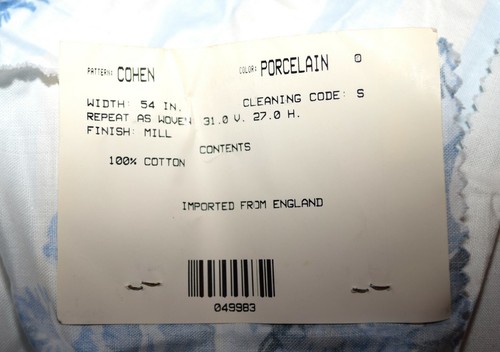 PATTERN: COHEN COLOR: PORCELAIN 0
WIDTH: 54 IN. CLEANING CODE: S
REPEAT AS WOVEN 31.0 V. 27.0 H.
FINISH: MILL
CONTENTS
100% COTTON
IMPORTED FROM ENGLAND
049983